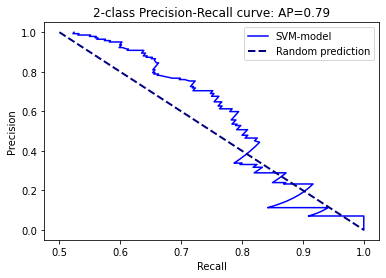 2-class Precision-Recall curve: AP=0.79
SVM-model
Random prediction
Precision
1.0
0.8
0.6
0.4
0.2
0.0
0.5
0.6
0.7
0.8
0.9
1.0
Recall